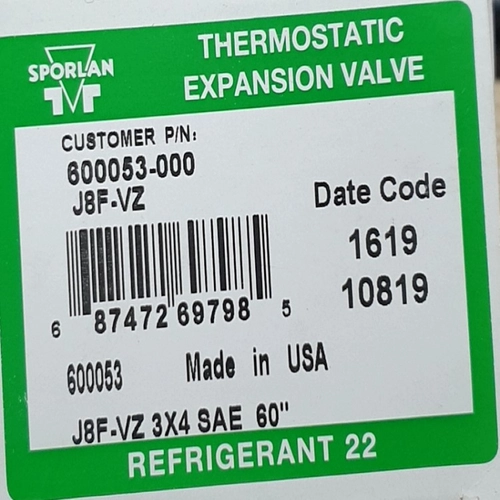 SPORLAN
THERMOSTATIC
EXPANSION VALVE
CUSTOMER P/N:
600053-000
J8F-VZ
Date Code
1619
10819
6 87472 69798 5
600053
Made in USA
J8F-VZ 3X4 SAE 60"
REFRIGERANT 22